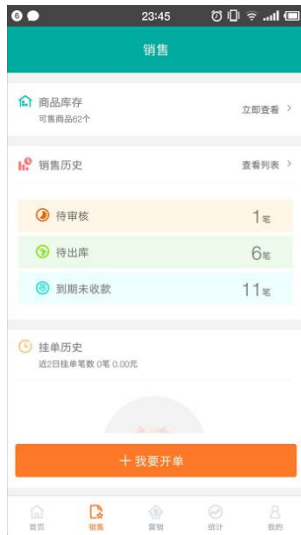 6
23:45
销售
商品库存
可售商品62个
立即查看
销售历史
查看列表
待审核
1笔
待出库
6笔
到期未收款
11笔
挂单历史
近2日挂单笔数 0笔 0.00元
+ 我要开单
首页
销售
营销
统计
我的